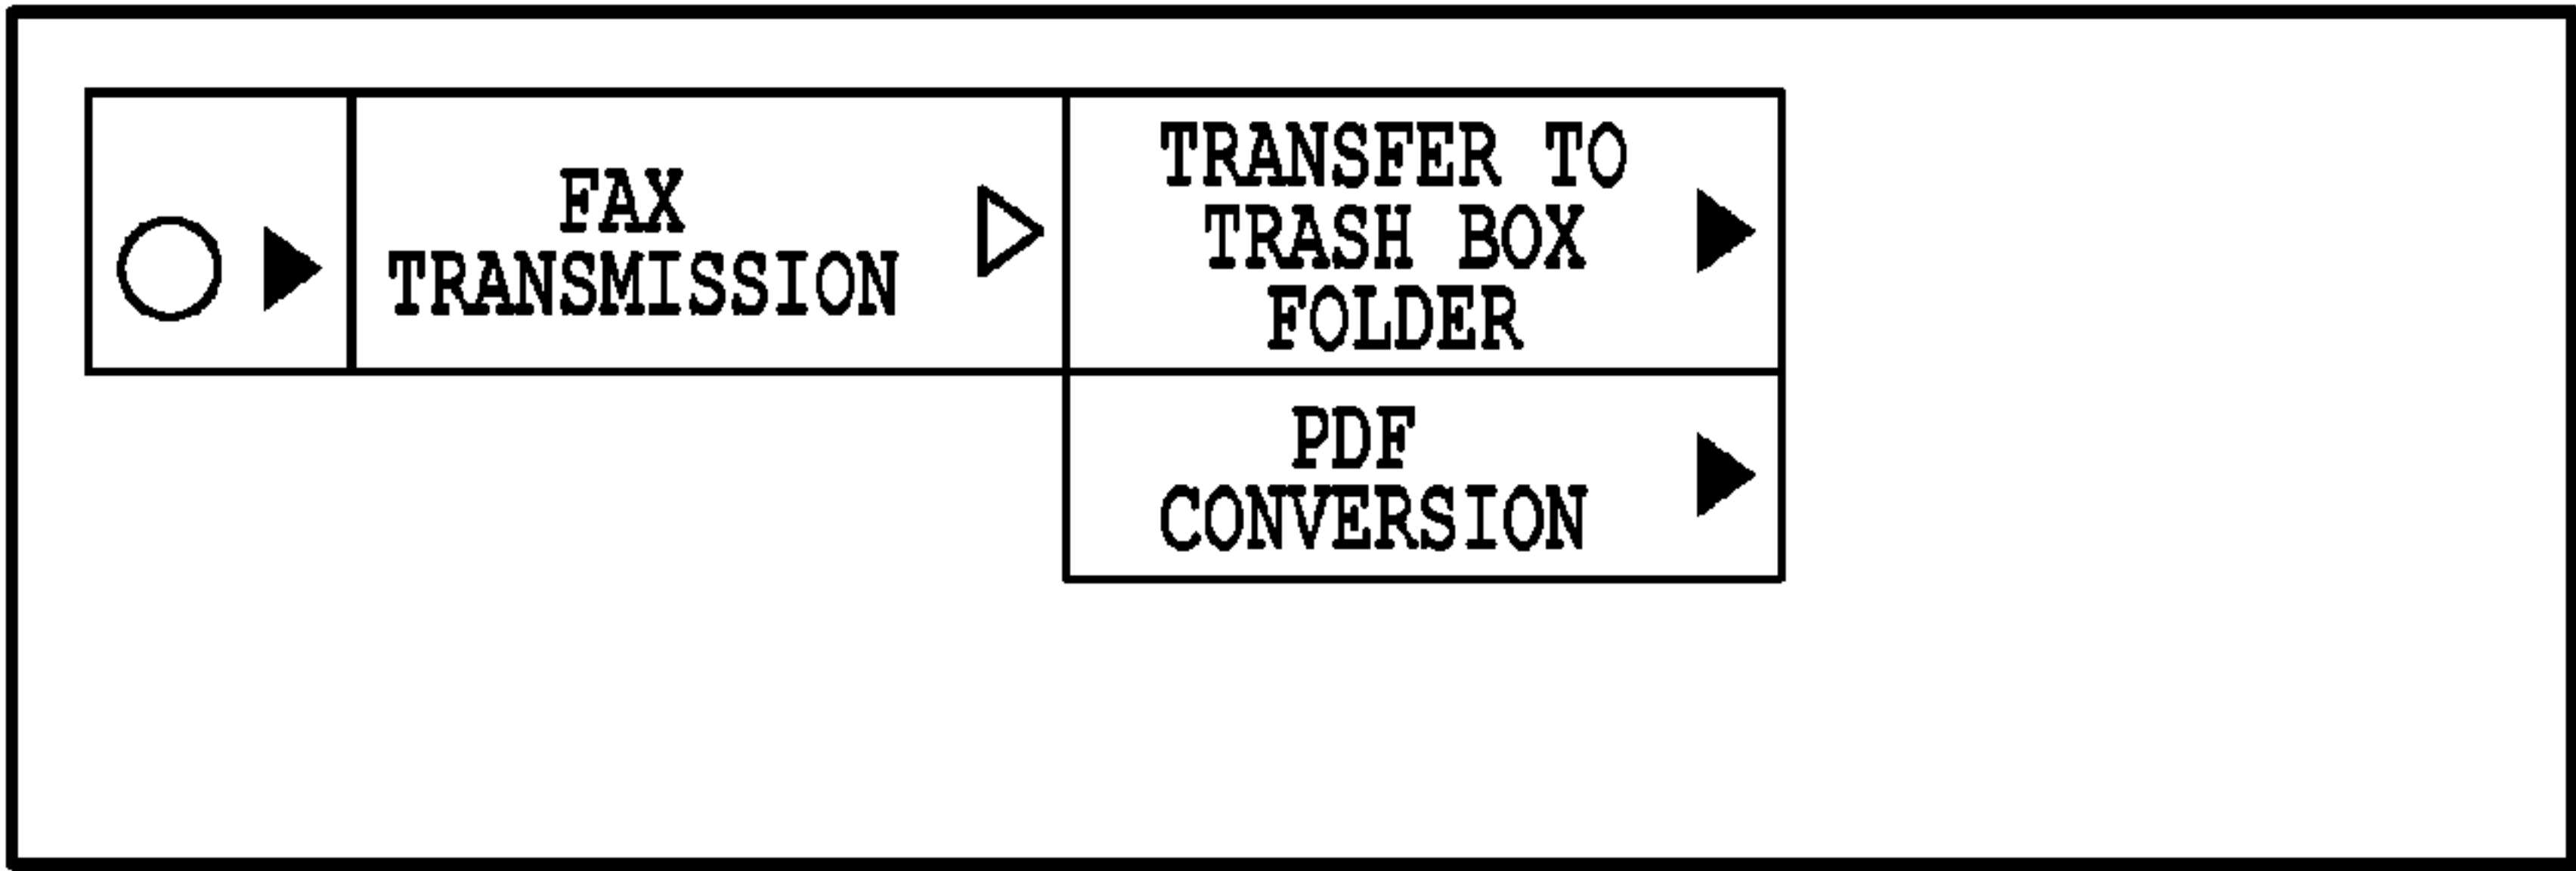 FAX
TRANSMISSION
TRANSFER TO
TRASH BOX
FOLDER
PDF
CONVERSION